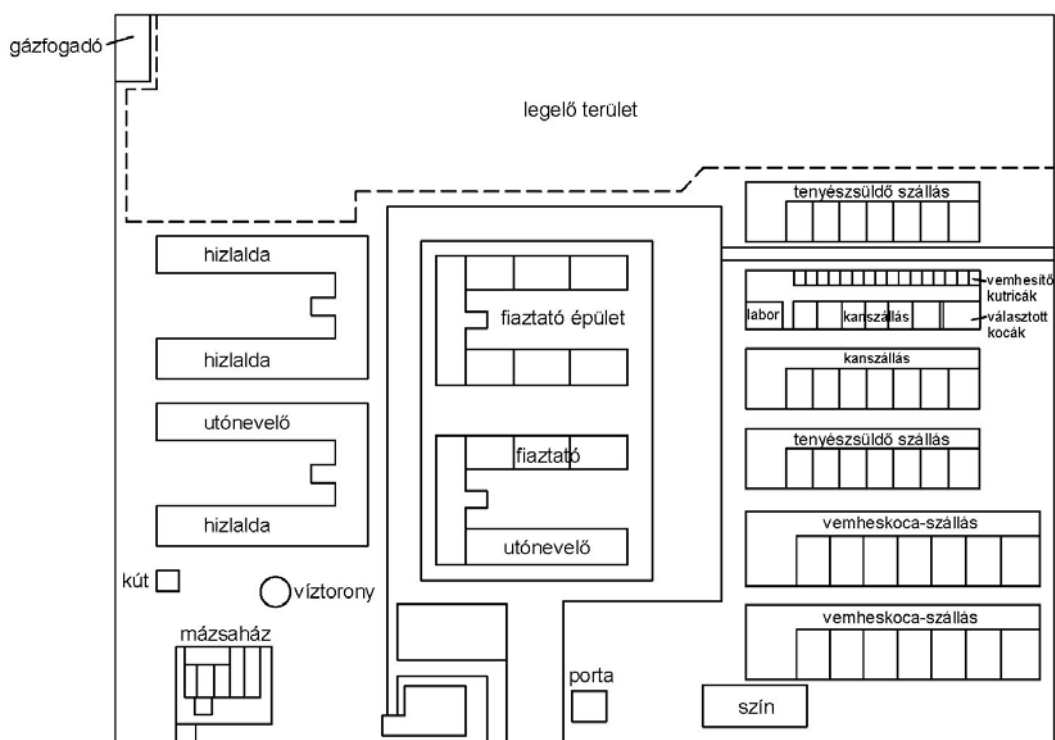 gázfogadó
legelő terület
tenyészsüldő szállás
hizlalda
hizlalda
fiaztató épület
vemhesítő
kutricák
labor
kanszállás
választott
kocák
kanszállás
utónevelő
hizlalda
fiaztató
utónevelő
tenyészsüldő szállás
vemheskoca-szállás
kút
víztorony
mázsaház
vemheskoca-szállás
porta
szín